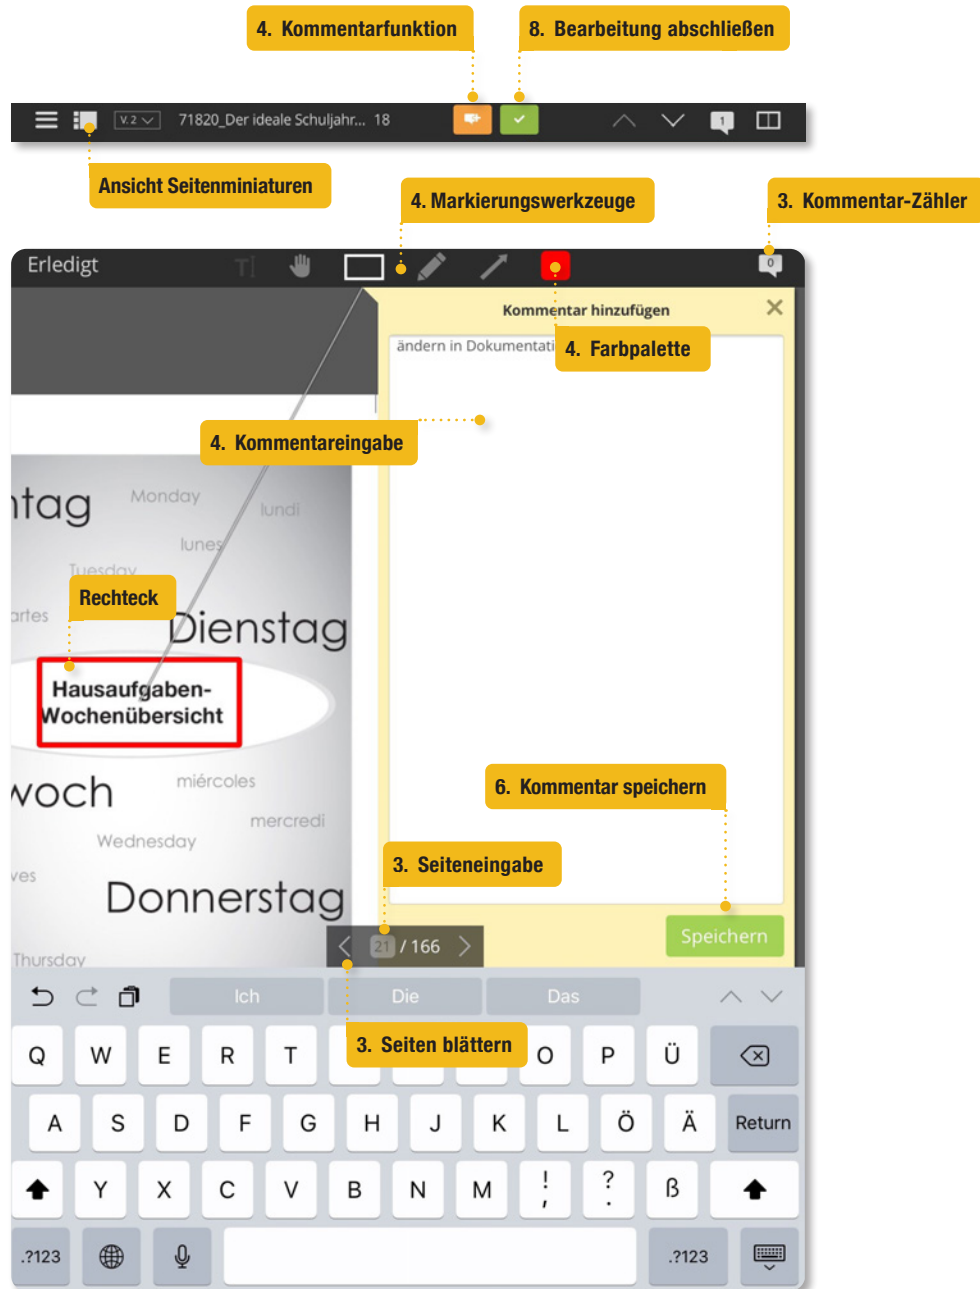 4. Kommentarfunktion
8. Bearbeitung abschließen
V. 2
71820_Der ideale Schuljahr... 18
1
Ansicht Seitenminiaturen
4. Markierungswerkzeuge
3. Kommentar-Zähler
Erledigt
T
0
Kommentar hinzufügen
ändern in Dokumentati
4. Farbpalette
4. Kommentareingabe
ntag
Monday
lundi
lunes
Tuesday
Rechteck
artes
Dienstag
Hausaufgaben-
Wochenübersicht
woch
miércoles
mercredi
Wednesday
6. Kommentar speichern
3. Seiteneingabe
ves
Donnerstag
Speichern
21 / 166
Thursday
Ich
Die
Das
3. Seiten blättern
Q W E R T O P Ü
A S D F G H J K L Ö Ä Return
Y X C V B N M ! , ? . ß
.?123
.?123